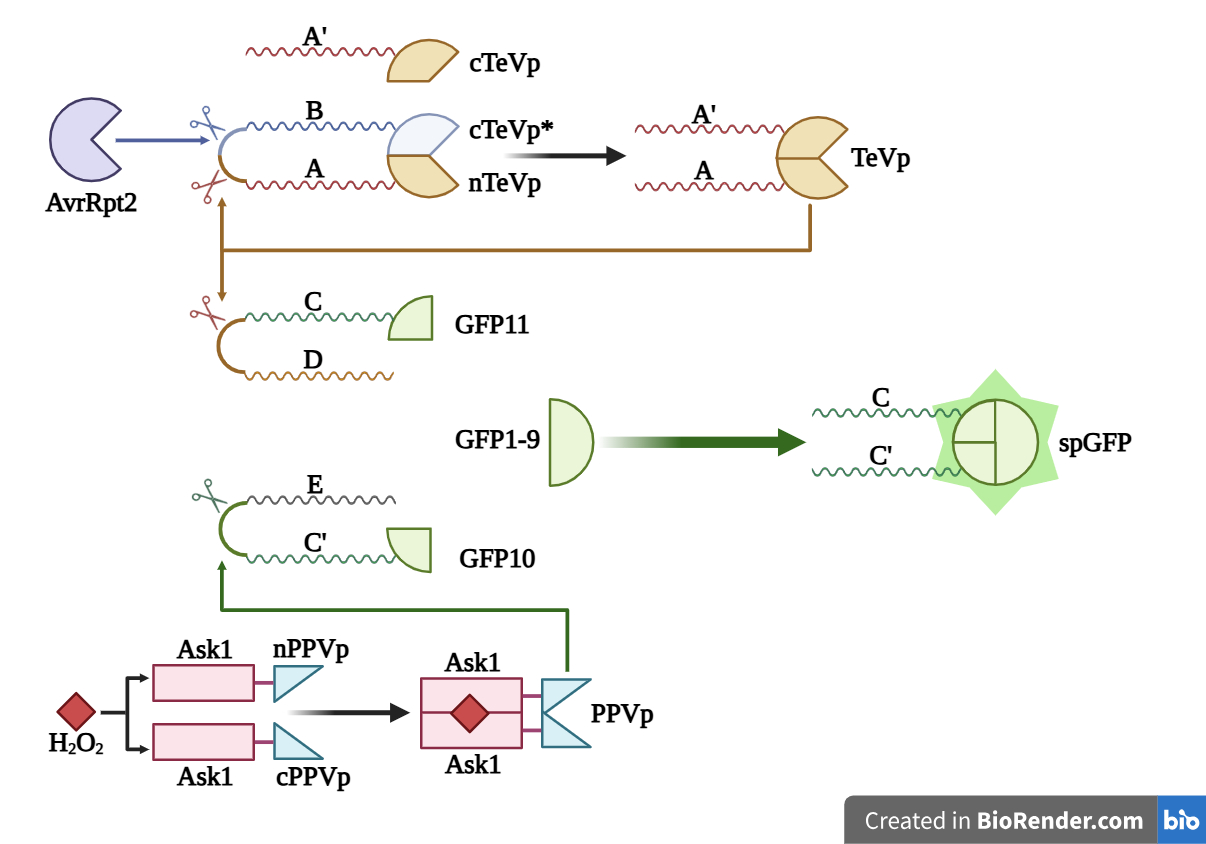 A'
cTeVp
B
cTeVp*
A'
AvrRpt2
A
nTeVp
A
TeVp
C
GFP11
D
GFP1-9
C
C'
spGFP
E
C'
GFP10
Ask1
nPPVp
Ask1
H₂O₂
PPVp
Ask1
cPPVp
Ask1
Created in BioRender.com bio